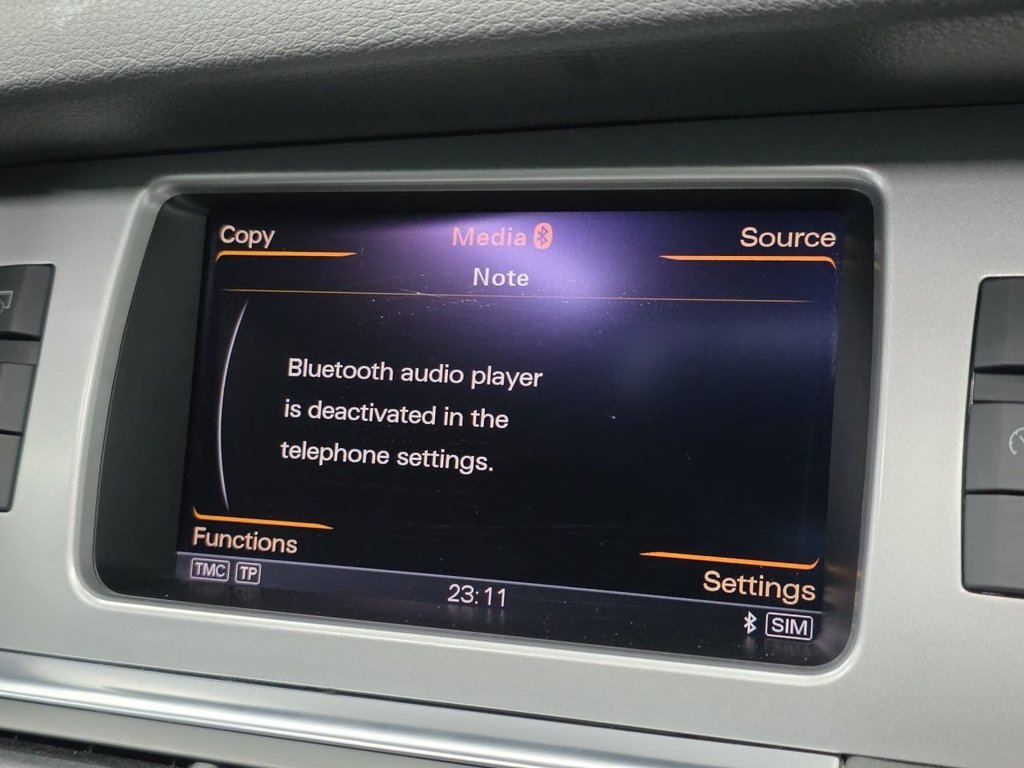 Copy
Media
Source
Note
Bluetooth audio player
is deactivated in the
telephone settings.
Functions
Settings
TMC TP
23:11
SIM